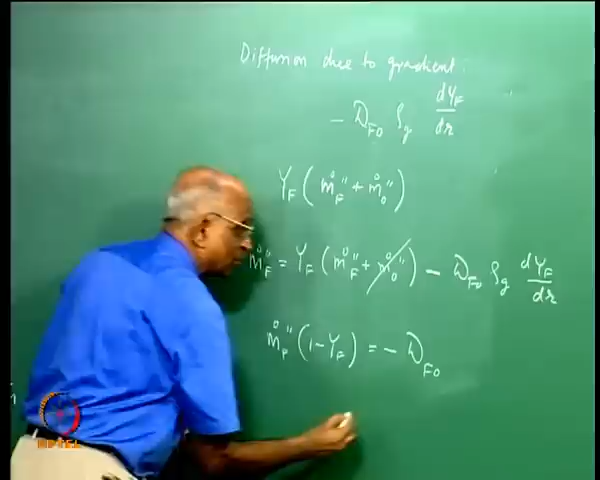 Diffusion due to gradient:
− D_FO ρ_g dY_F/dr
Y_F ( ṁ_F″ + ṁ_O″ )
ṁ_F″ = Y_F ( ṁ_F″ + ṁ_O″ ) − D_FO ρ_g dY_F/dr
ṁ_F″ ( 1 − Y_F ) = − D_FO
NPTEL